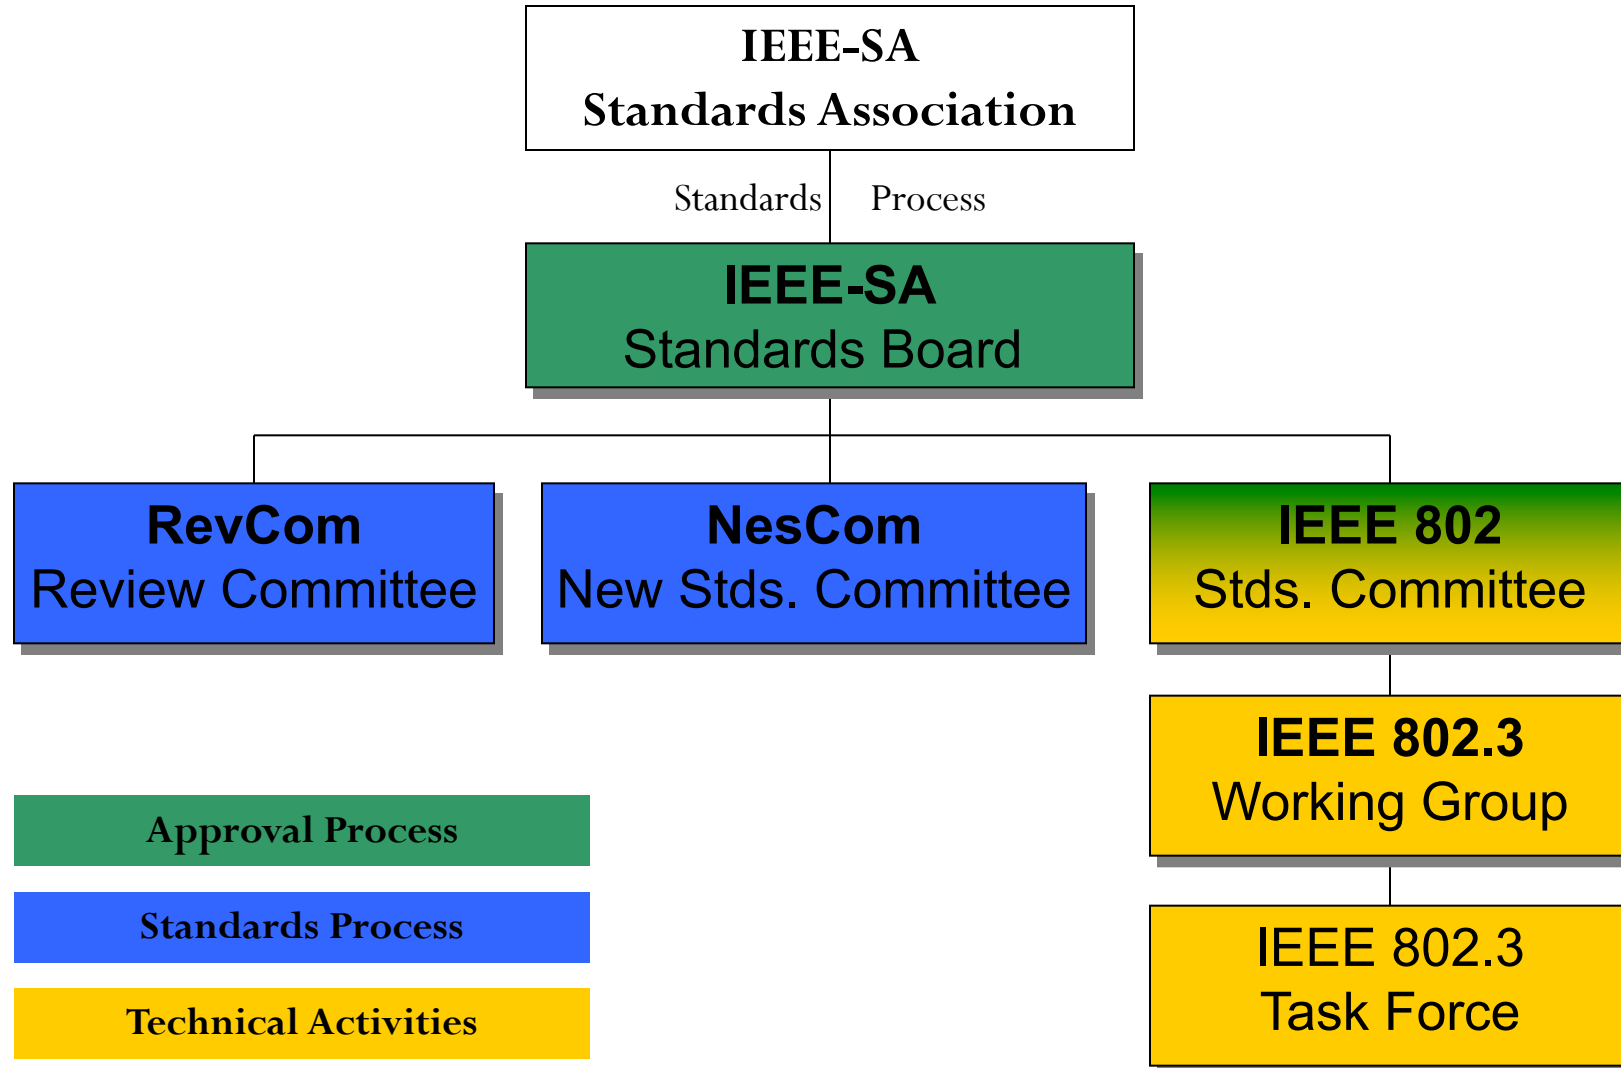 IEEE-SA
Standards Association
Standards Process
IEEE-SA
Standards Board
RevCom
Review Committee
NesCom
New Stds. Committee
IEEE 802
Stds. Committee
IEEE 802.3
Working Group
IEEE 802.3
Task Force
Approval Process
Standards Process
Technical Activities